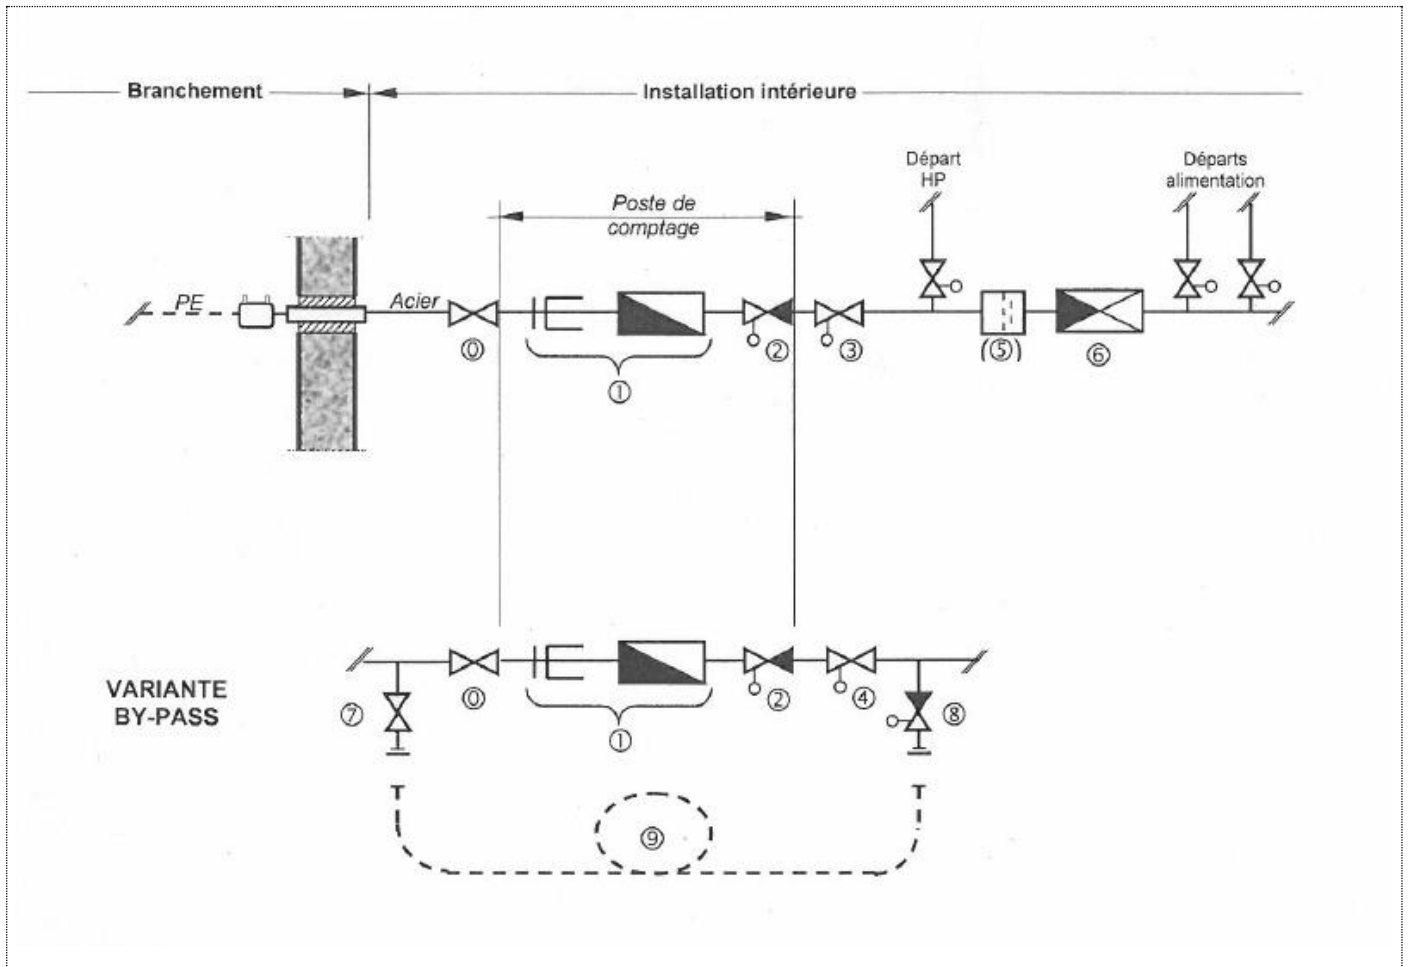 Branchement
Installation intérieure
Départ
HP
Départs
alimentation
Poste de
comptage
PE
Acier
⓪
①
②
③
(⑤)
⑥
VARIANTE
BY-PASS
⑦
⓪
①
②
④
⑧
⑨